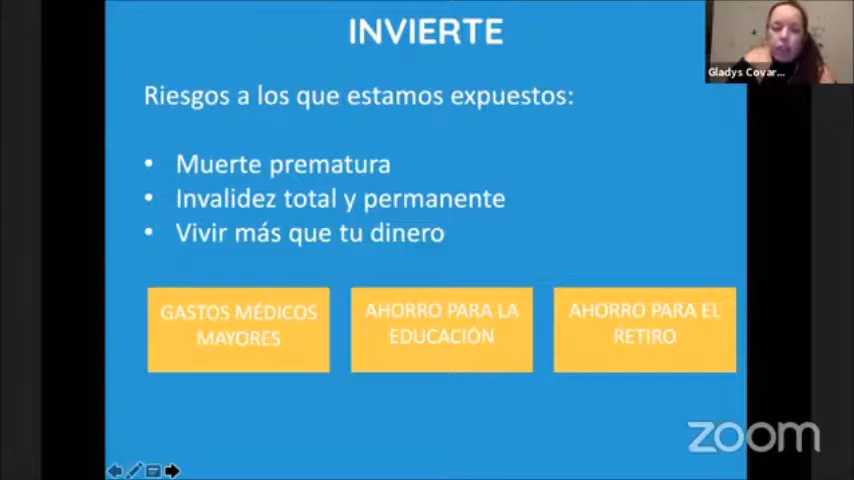 INVIERTE
Gladys Covar...
Riesgos a los que estamos expuestos:
• Muerte prematura
• Invalidez total y permanente
• Vivir más que tu dinero
GASTOS MÉDICOS
MAYORES
AHORRO PARA LA
EDUCACIÓN
AHORRO PARA EL
RETIRO
zoom